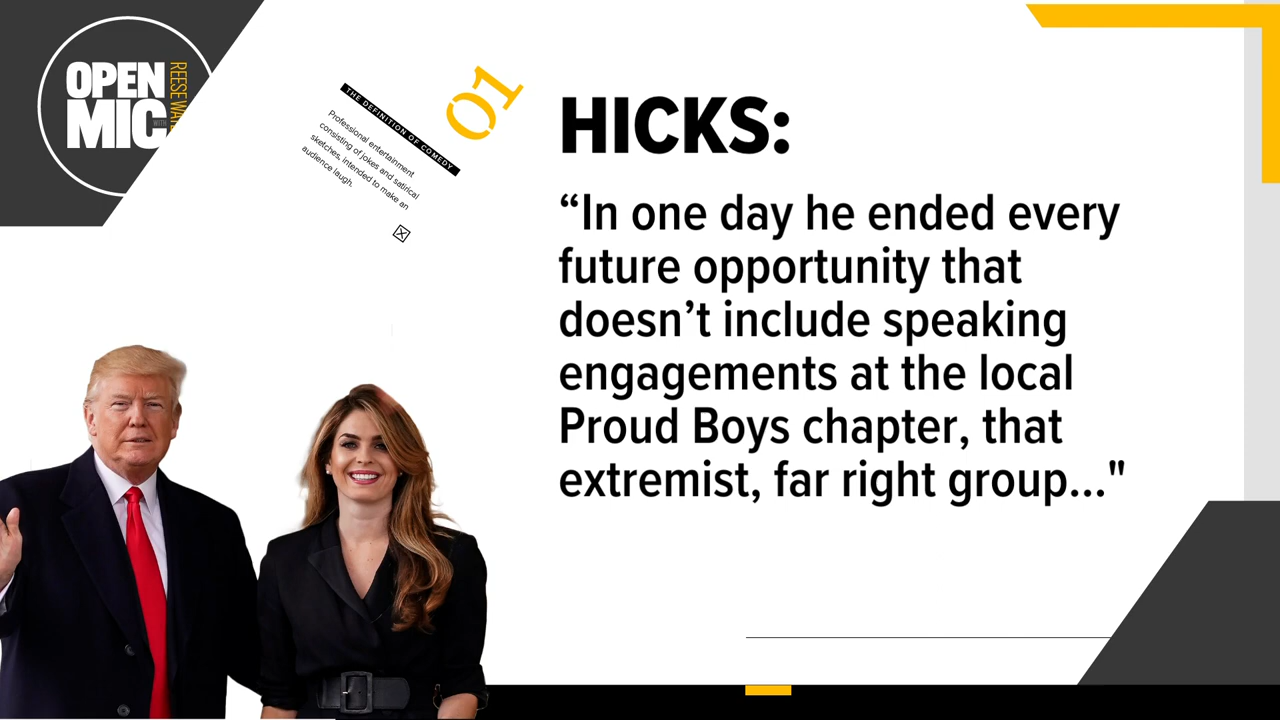 OPEN
MIC
WITH
REESE WAT
01
THE DEFINITION OF COMEDY
Professional entertainment
consisting of jokes and satirical
sketches, intended to make an
audience laugh.
HICKS:
“In one day he ended every
future opportunity that
doesn’t include speaking
engagements at the local
Proud Boys chapter, that
extremist, far right group..."